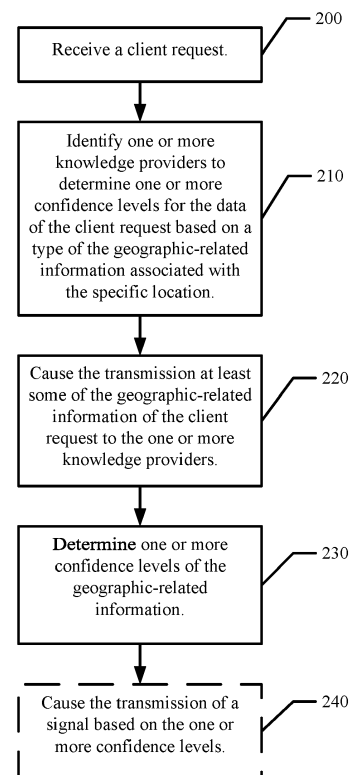 200
Receive a client request.
Identify one or more
knowledge providers to
determine one or more
confidence levels for the data
of the client request based on a
type of the geographic-related
information associated with
the specific location.
210
Cause the transmission at least
some of the geographic-related
information of the client
request to the one or more
knowledge providers.
220
Determine one or more
confidence levels of the
geographic-related
information.
230
Cause the transmission of a
signal based on the one or
more confidence levels.
240